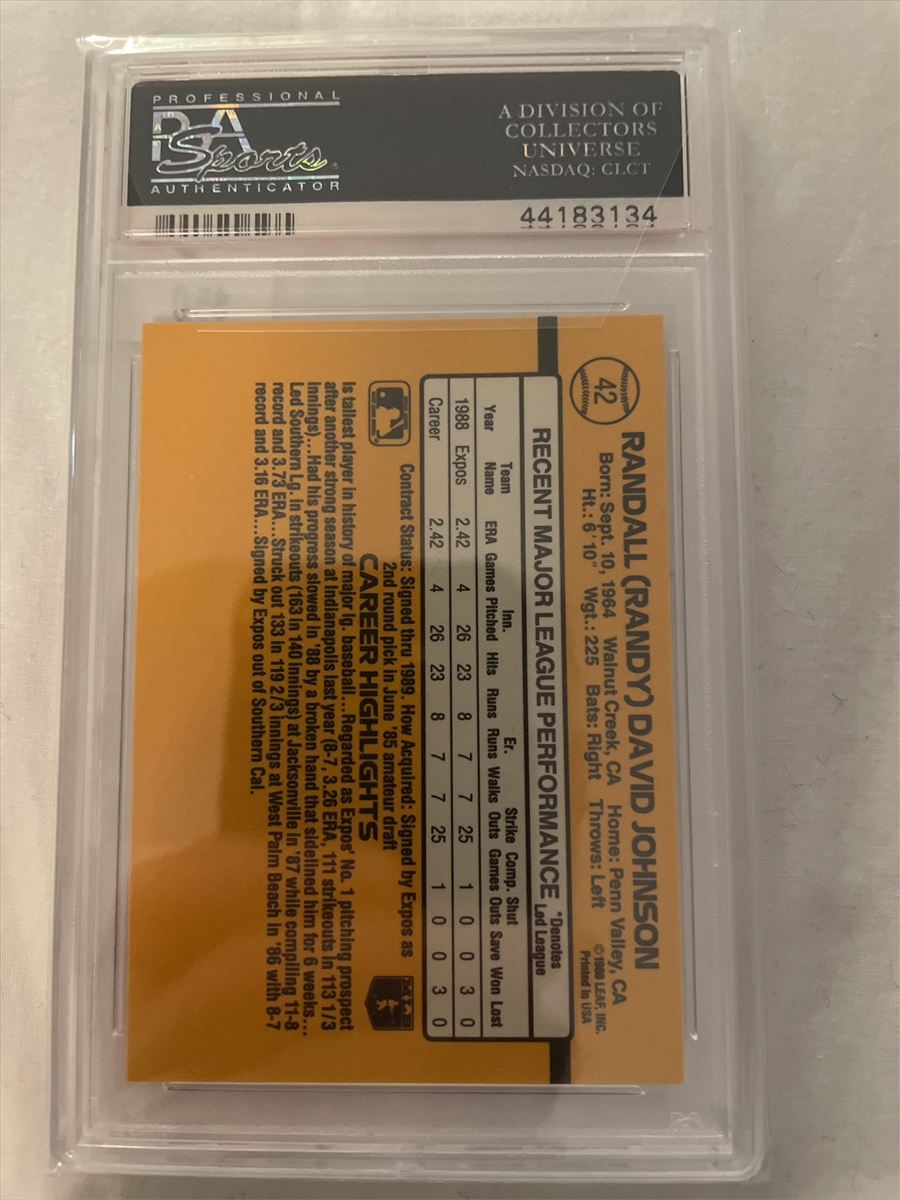 PROFESSIONAL
PSA
Sports
AUTHENTICATOR
A DIVISION OF
COLLECTORS
UNIVERSE
NASDAQ: CLCT
44183134
42
RANDALL (RANDY) DAVID JOHNSON
Born: Sept. 10, 1964 Walnut Creek, CA Home: Penn Valley, CA
Ht.: 6'10" Wgt.: 225 Bats: Right Throws: Left
©1988 LEAF, INC.
Printed in USA
RECENT MAJOR LEAGUE PERFORMANCE
*Denotes
Led League
Inn. Er. Strike Comp. Shut
Year Team Name ERA Games Pitched Hits Runs Runs Walks Outs Games Outs Save Won Lost
1988 Expos 2.42 4 26 23 8 7 7 25 1 0 0 3 0
Career 2.42 4 26 23 8 7 7 25 1 0 0 3 0
Contract Status: Signed thru 1989. How Acquired: Signed by Expos as
2nd round pick in June '85 amateur draft
CAREER HIGHLIGHTS
Is tallest player in history of major lg. baseball...Regarded as Expos' No. 1 pitching prospect
after another strong season at Indianapolis last year (8-7, 3.26 ERA, 111 strikeouts in 113 1/3
innings)...Had his progress slowed in '88 by a broken hand that sidelined him for 6 weeks...
Led Southern Lg. in strikeouts (163 in 140 innings) at Jacksonville in '87 while compiling 11-8
record and 3.73 ERA...Struck out 133 in 119 2/3 innings at West Palm Beach in '86 with 8-7
record and 3.16 ERA...Signed by Expos out of Southern Cal.